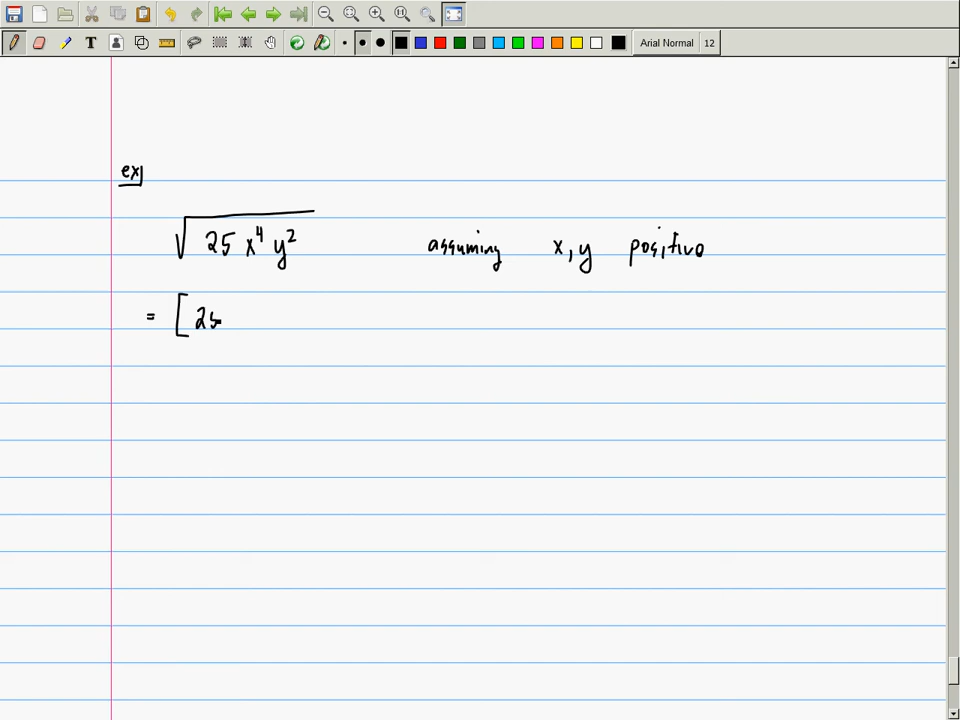 T Arial Normal 12
ex
√25 x⁴ y² assuming x, y positive
= [25